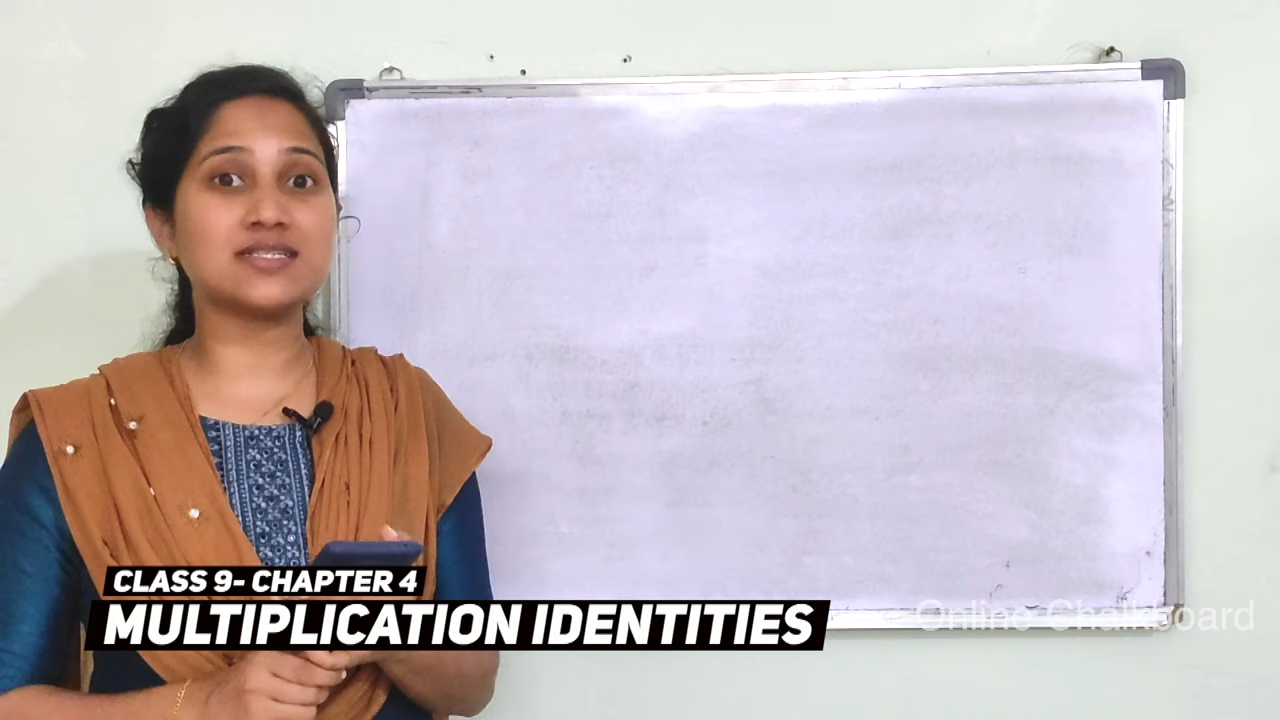 CLASS 9- CHAPTER 4
MULTIPLICATION IDENTITIES
Online Chalkboard